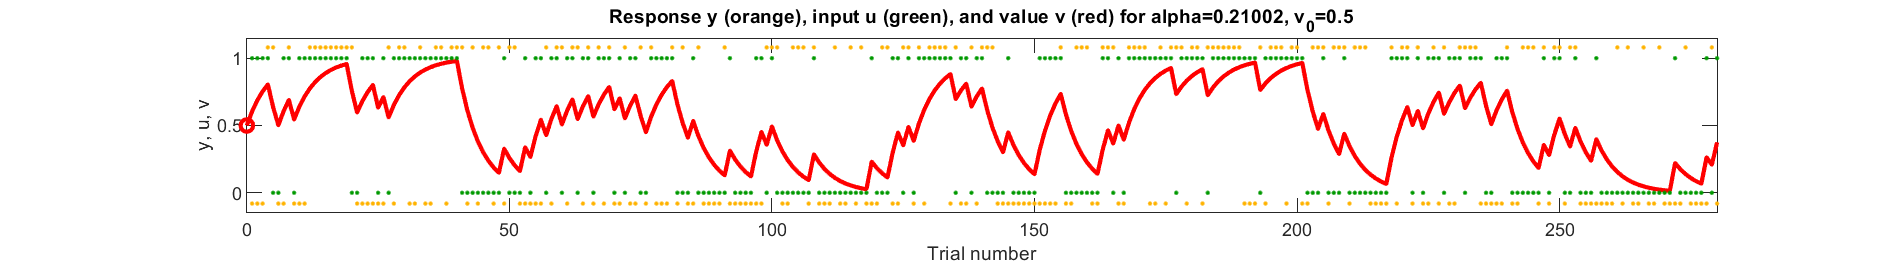 Response y (orange), input u (green), and value v (red) for alpha=0.21002, v0=0.5
1
0.5
0
y, u, v
0 50 100 150 200 250
Trial number